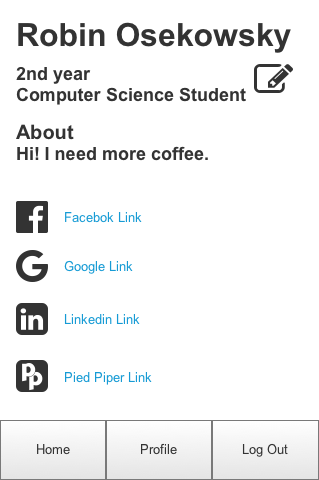 Robin Osekowsky
2nd year
Computer Science Student
About
Hi! I need more coffee.
Facebok Link
Google Link
Linkedin Link
Pied Piper Link
Home
Profile
Log Out